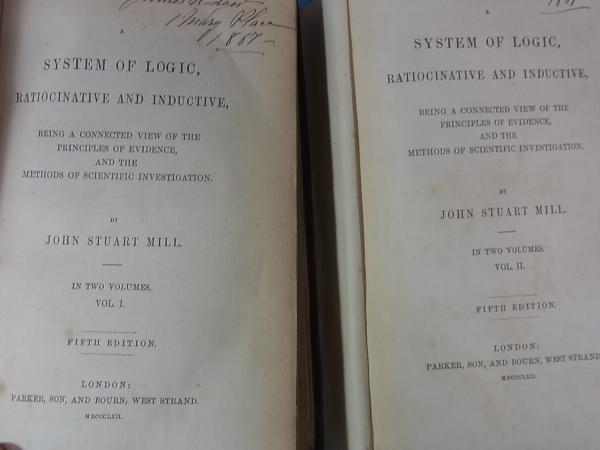 Mary Place
1867
A
SYSTEM OF LOGIC,
RATIOCINATIVE AND INDUCTIVE,
BEING A CONNECTED VIEW OF THE
PRINCIPLES OF EVIDENCE,
AND THE
METHODS OF SCIENTIFIC INVESTIGATION.
BY
JOHN STUART MILL.
IN TWO VOLUMES.
VOL. I.
FIFTH EDITION.
LONDON:
PARKER, SON, AND BOURN, WEST STRAND.
MDCCCLXII.
A
SYSTEM OF LOGIC,
RATIOCINATIVE AND INDUCTIVE,
BEING A CONNECTED VIEW OF THE
PRINCIPLES OF EVIDENCE,
AND THE
METHODS OF SCIENTIFIC INVESTIGATION.
BY
JOHN STUART MILL.
IN TWO VOLUMES.
VOL. II.
FIFTH EDITION.
LONDON:
PARKER, SON, AND BOURN, WEST STRAND
MDCCCLXII.